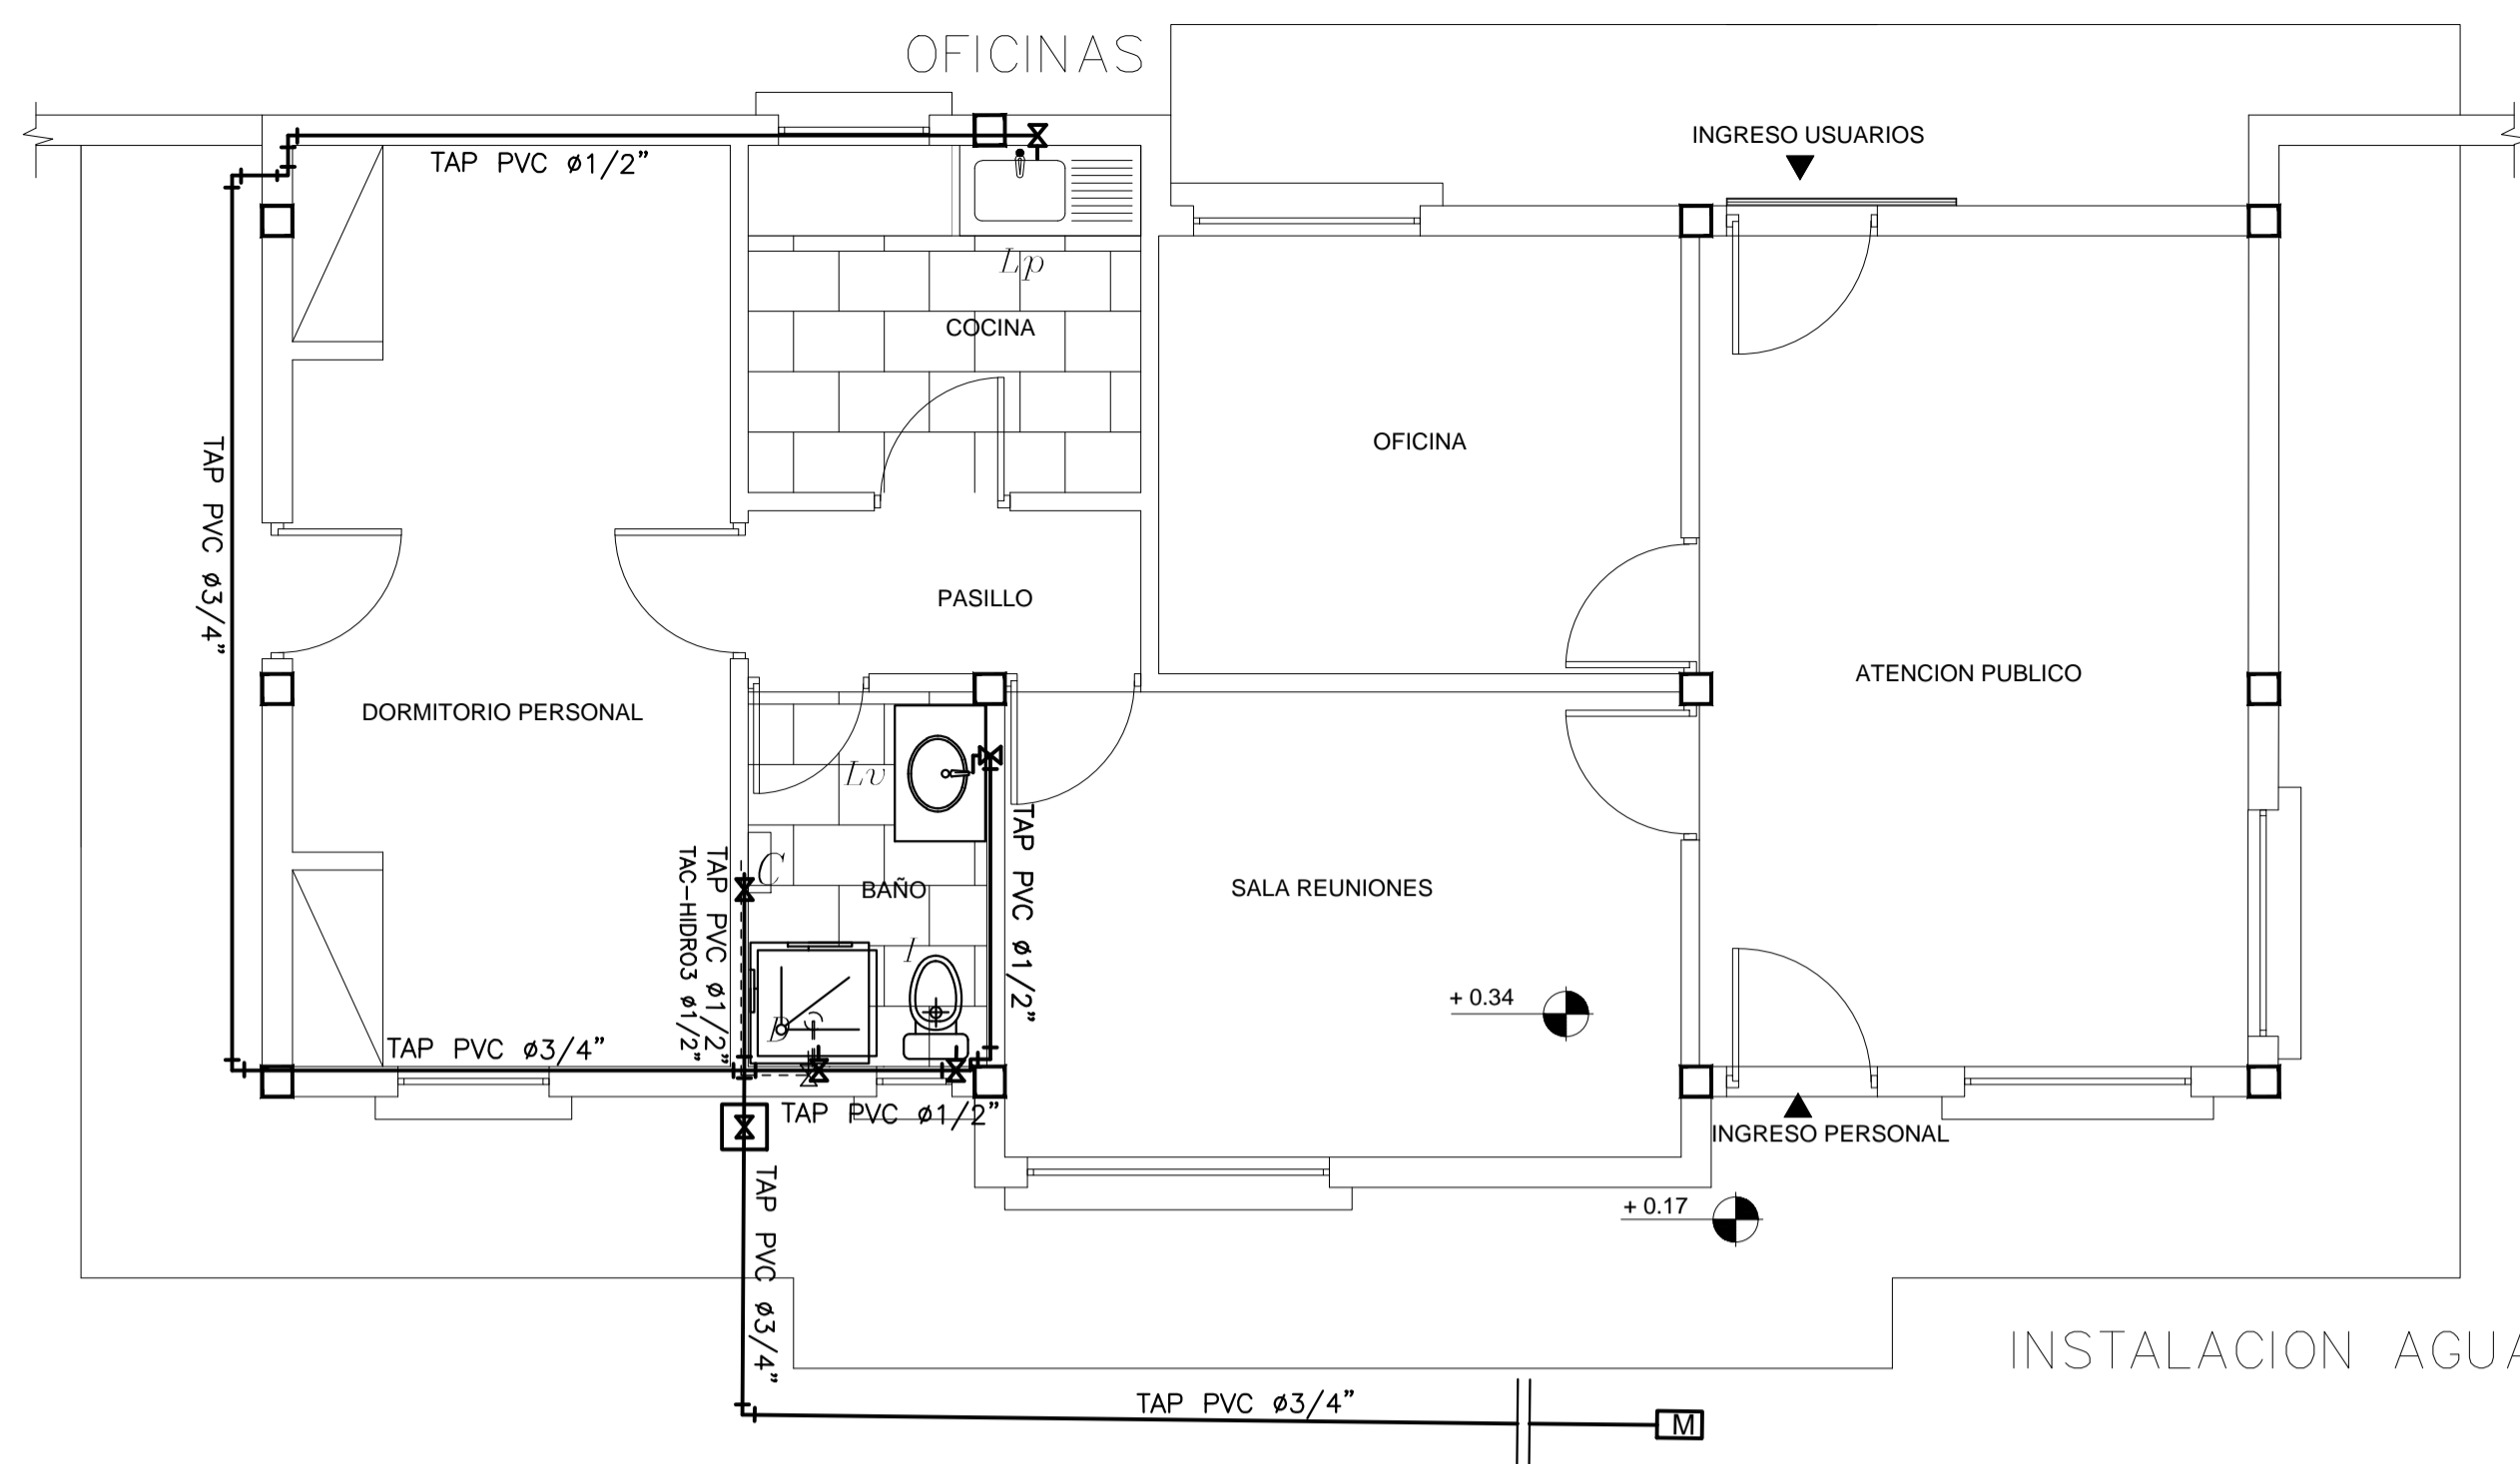 OFICINAS
INGRESO USUARIOS
TAP PVC ø1/2"
Lp
COCINA
OFICINA
TAP PVC ø3/4"
PASILLO
ATENCION PUBLICO
DORMITORIO PERSONAL
Lv
TAP PVC ø1/2"
TAP PVC ø1/2"
TAC-HIDRO3 ø1/2"
C
BAÑO
SALA REUNIONES
I
+ 0.34
D
TAP PVC ø3/4"
TAP PVC ø1/2"
INGRESO PERSONAL
TAP PVC ø3/4"
+ 0.17
INSTALACION AGUA
TAP PVC ø3/4"
M